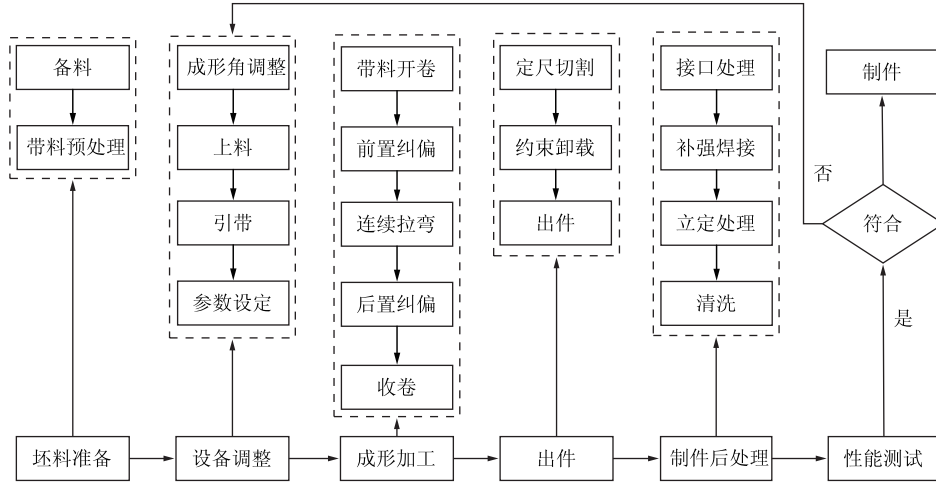 备料
带料预处理
成形角调整
上料
引带
参数设定
带料开卷
前置纠偏
连续拉弯
后置纠偏
收卷
定尺切割
约束卸载
出件
接口处理
补强焊接
立定处理
清洗
制件
否
符合
是
坯料准备
设备调整
成形加工
出件
制件后处理
性能测试